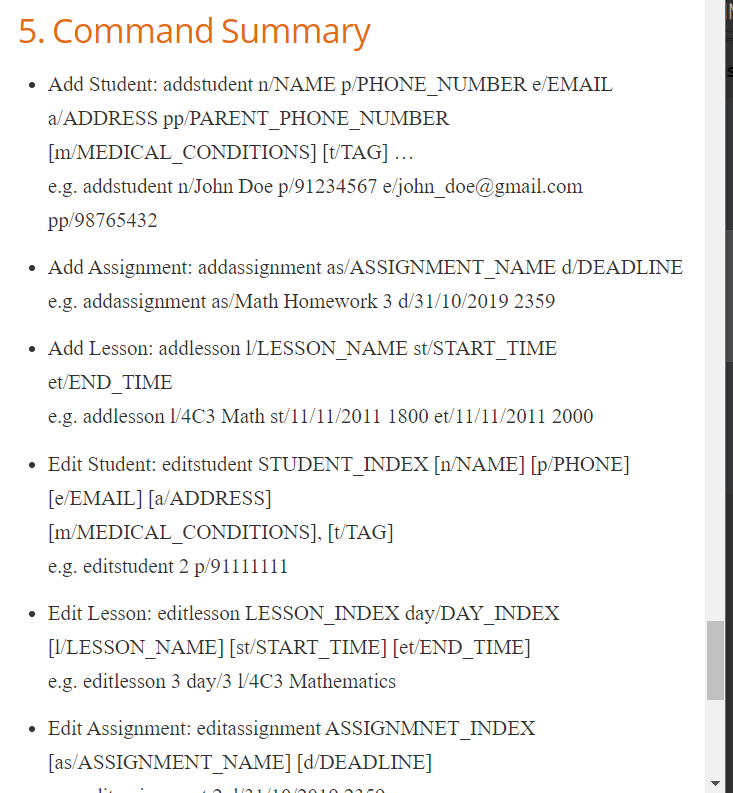 5. Command Summary
Add Student: addstudent n/NAME p/PHONE_NUMBER e/EMAIL
a/ADDRESS pp/PARENT_PHONE_NUMBER
[m/MEDICAL_CONDITIONS] [t/TAG] …
e.g. addstudent n/John Doe p/91234567 e/john_doe@gmail.com
pp/98765432
Add Assignment: addassignment as/ASSIGNMENT_NAME d/DEADLINE
e.g. addassignment as/Math Homework 3 d/31/10/2019 2359
Add Lesson: addlesson l/LESSON_NAME st/START_TIME
et/END_TIME
e.g. addlesson l/4C3 Math st/11/11/2011 1800 et/11/11/2011 2000
Edit Student: editstudent STUDENT_INDEX [n/NAME] [p/PHONE]
[e/EMAIL] [a/ADDRESS]
[m/MEDICAL_CONDITIONS], [t/TAG]
e.g. editstudent 2 p/91111111
Edit Lesson: editlesson LESSON_INDEX day/DAY_INDEX
[l/LESSON_NAME] [st/START_TIME] [et/END_TIME]
e.g. editlesson 3 day/3 l/4C3 Mathematics
Edit Assignment: editassignment ASSIGNMNET_INDEX
[as/ASSIGNMENT_NAME] [d/DEADLINE]